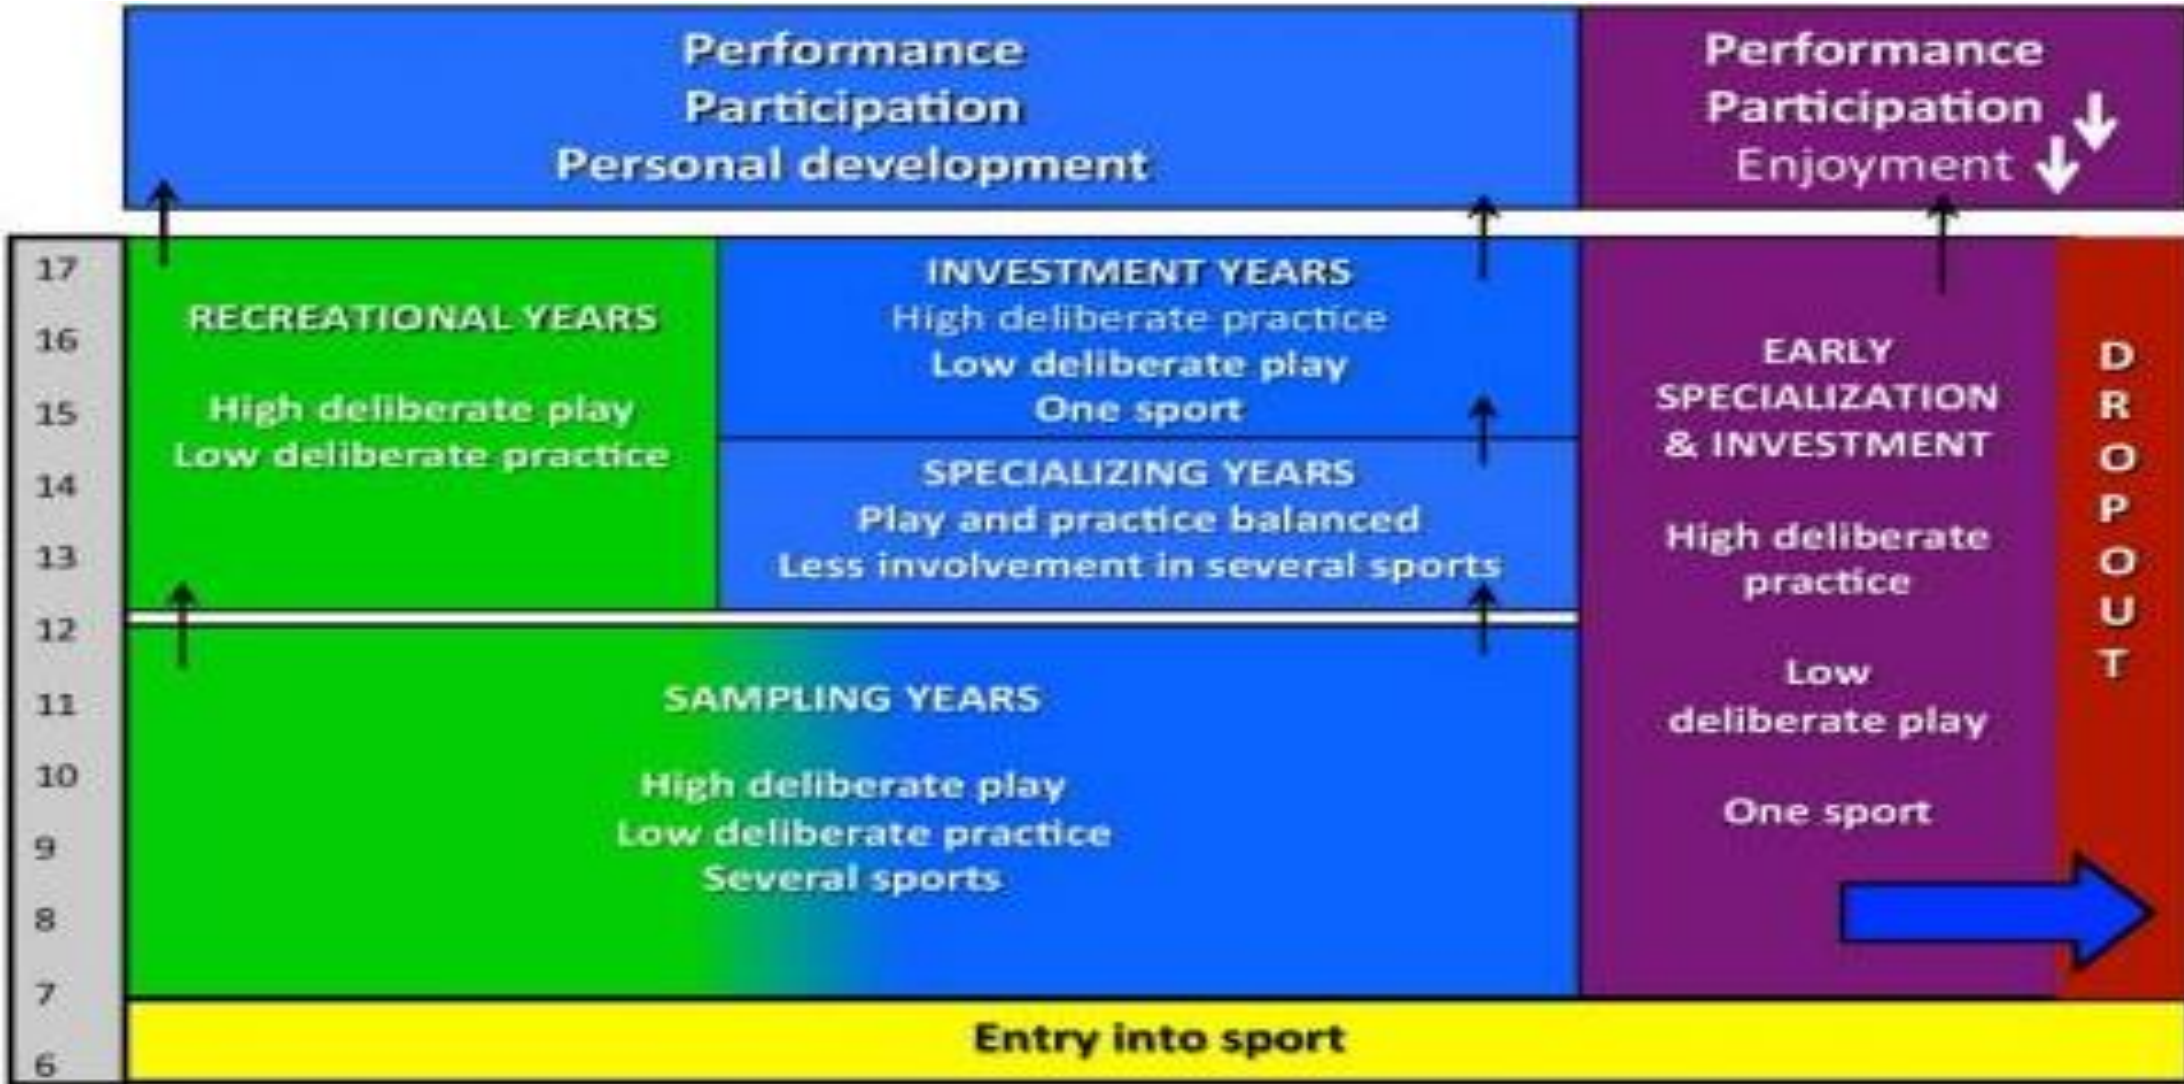 Performance
Participation
Personal development
Performance
Participation
Enjoyment
17
16
15
14
13
12
11
10
9
8
7
6
RECREATIONAL YEARS
High deliberate play
Low deliberate practice
INVESTMENT YEARS
High deliberate practice
Low deliberate play
One sport
SPECIALIZING YEARS
Play and practice balanced
Less involvement in several sports
SAMPLING YEARS
High deliberate play
Low deliberate practice
Several sports
EARLY
SPECIALIZATION
& INVESTMENT
High deliberate
practice
Low
deliberate play
One sport
DROPOUT
Entry into sport